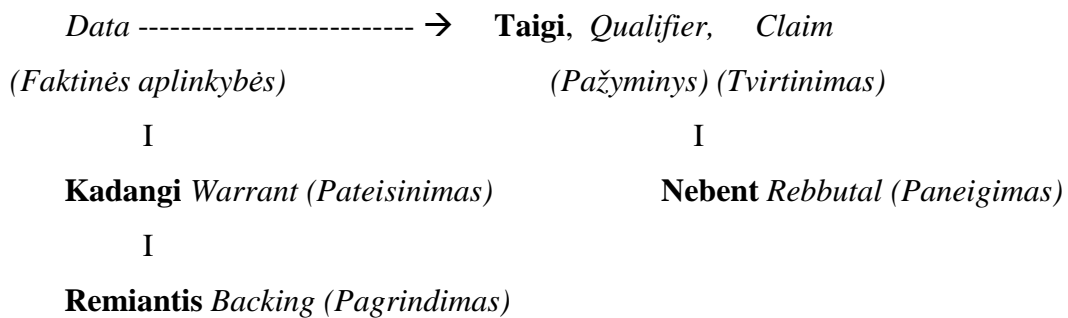 Data -------------------------- → Taigi, Qualifier, Claim
(Faktinės aplinkybės) (Pažyminys) (Tvirtinimas)
I I
Kadangi Warrant (Pateisinimas) Nebent Rebbutal (Paneigimas)
I
Remiantis Backing (Pagrindimas)